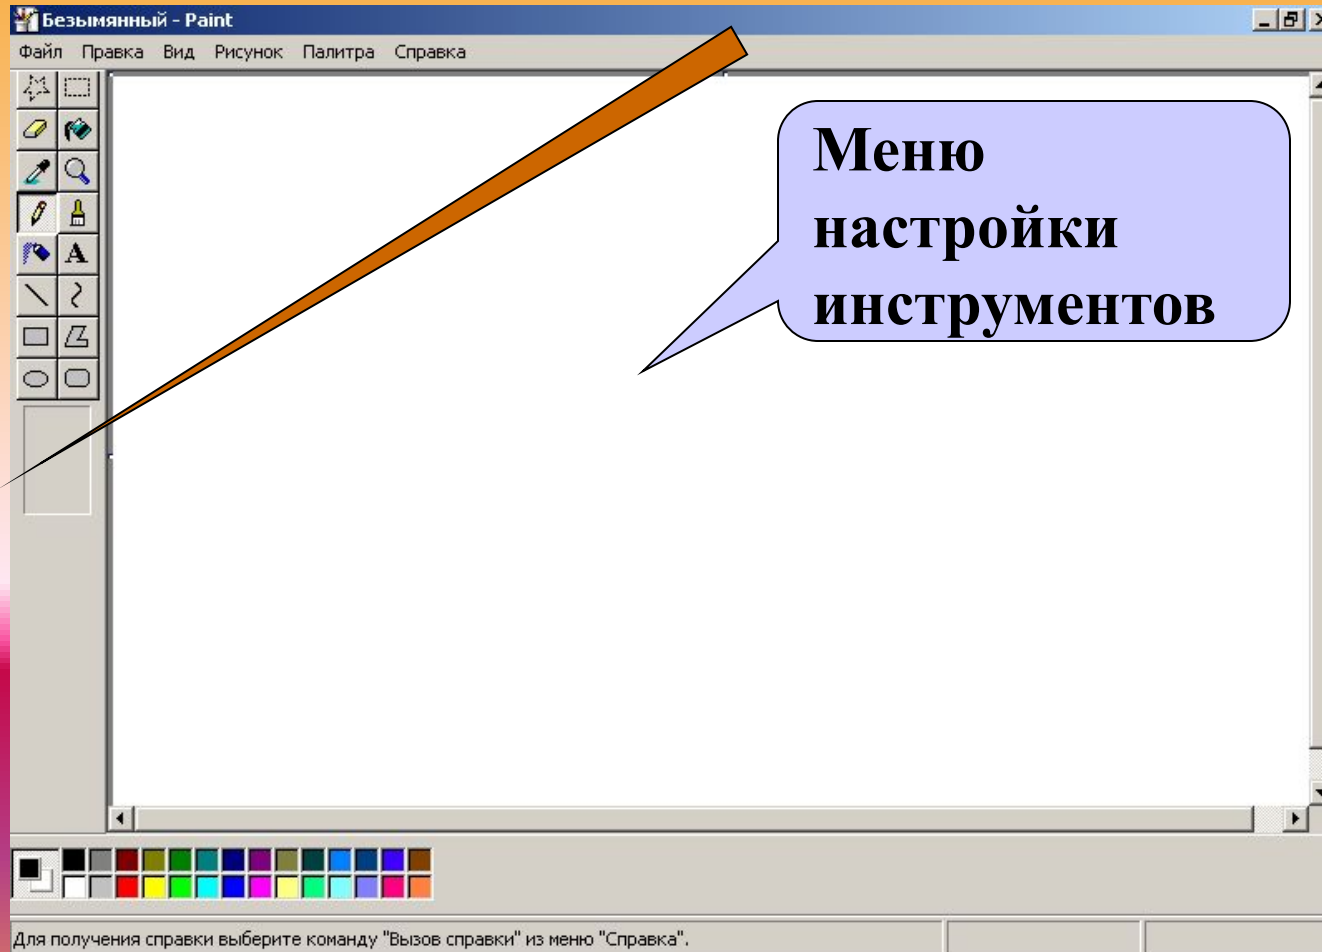 Безымянный - Paint
Файл Правка Вид Рисунок Палитра Справка
A
Меню
настройки
инструментов
Для получения справки выберите команду "Вызов справки" из меню "Справка".